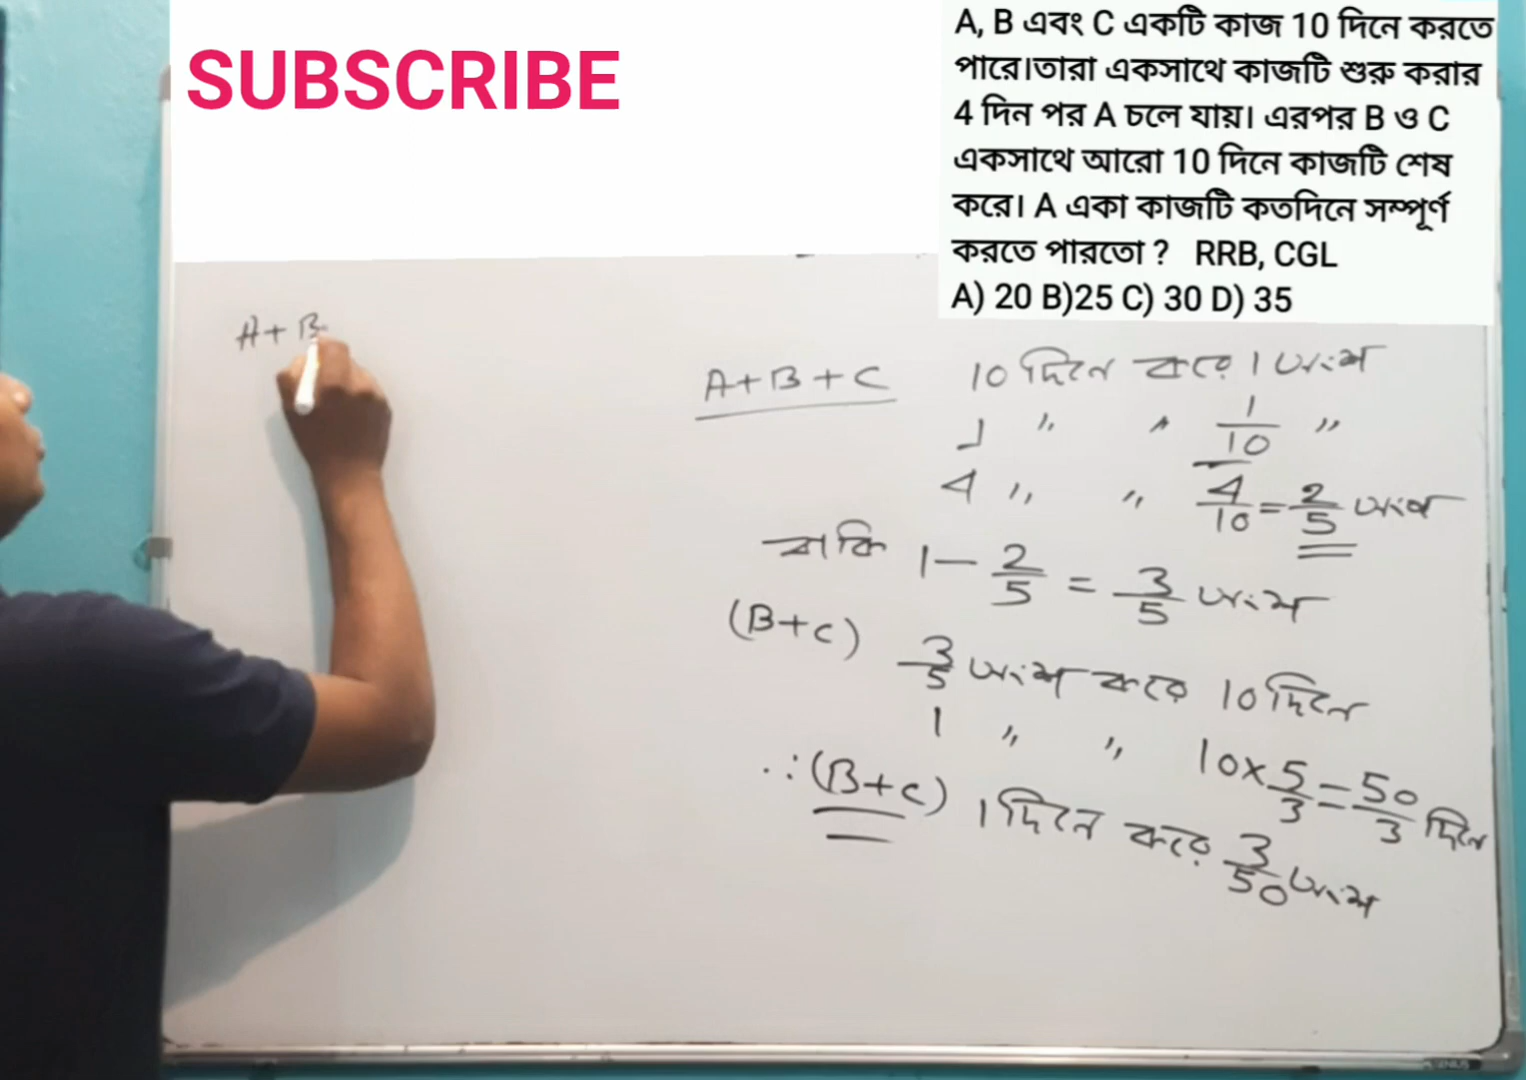 SUBSCRIBE
A, B এবং C একটি কাজ 10 দিনে করতে
পারে।তারা একসাথে কাজটি শুরু করার
4 দিন পর A চলে যায়। এরপর B ও C
একসাথে আরো 10 দিনে কাজটি শেষ
করে। A একা কাজটি কতদিনে সম্পূর্ণ
করতে পারতো ? RRB, CGL
A) 20 B)25 C) 30 D) 35
A + B
A+B+C 10 দিনে করে 1 অংশ
1 " " 1/10 "
4 " " 4/10 = 2/5 অংশ
বাকি 1 - 2/5 = 3/5 অংশ
(B+C) 3/5 অংশ করে 10 দিনে
1 " " 10 × 5/3 = 50/3 দিনে
∴ (B+C) 1 দিনে করে 3/50 অংশ